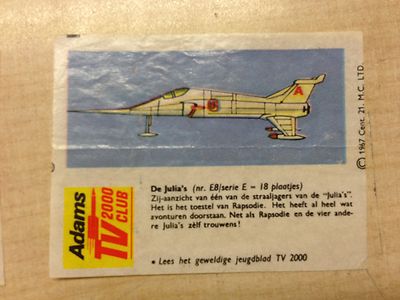 A
© 1967 Cent. 21. M.C. LTD.
Adams
TV 2000
CLUB
De Julia's (nr. E8/serie E = 18 plaatjes)
Zij-aanzicht van één van de straaljagers van de "Julia's".
Het is het toestel van Rapsodie. Het heeft al heel wat
avonturen doorstaan. Net als Rapsodie en de vier ande-
re Julia's zèlf trouwens!
* Lees het geweldige jeugdblad TV 2000